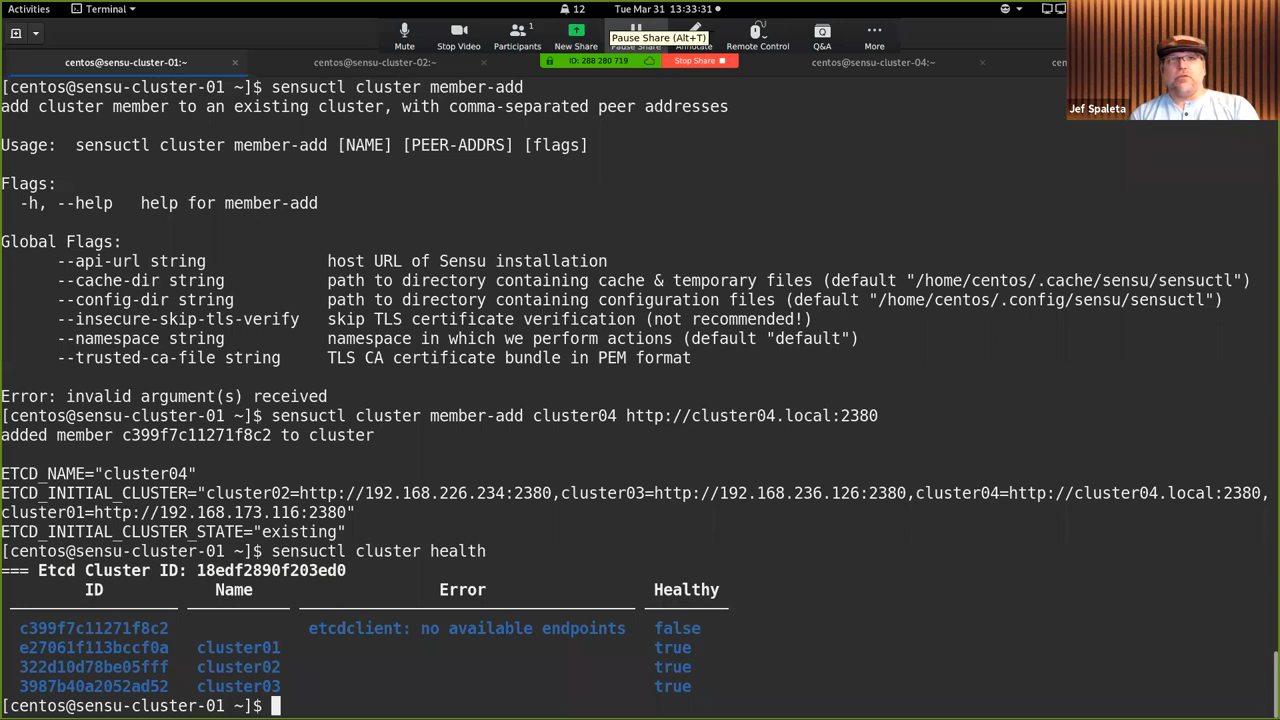 Activities
Terminal
12
Tue Mar 31 13:33:31
1
Mute
Stop Video
Participants
New Share
Pause Share
Annotate
Remote Control
Q&A
More
Pause Share (Alt+T)
ID: 288 280 719
Stop Share
centos@sensu-cluster-01:~
centos@sensu-cluster-02:~
centos@sensu-cluster-04:~
Jef Spaleta
[centos@sensu-cluster-01 ~]$ sensuctl cluster member-add
add cluster member to an existing cluster, with comma-separated peer addresses
Usage:  sensuctl cluster member-add [NAME] [PEER-ADDRS] [flags]
Flags:
-h, --help   help for member-add
Global Flags:
--api-url string             host URL of Sensu installation
--cache-dir string           path to directory containing cache & temporary files (default "/home/centos/.cache/sensu/sensuctl")
--config-dir string          path to directory containing configuration files (default "/home/centos/.config/sensu/sensuctl")
--insecure-skip-tls-verify   skip TLS certificate verification (not recommended!)
--namespace string           namespace in which we perform actions (default "default")
--trusted-ca-file string     TLS CA certificate bundle in PEM format
Error: invalid argument(s) received
[centos@sensu-cluster-01 ~]$ sensuctl cluster member-add cluster04 http://cluster04.local:2380
added member c399f7c11271f8c2 to cluster
ETCD_NAME="cluster04"
ETCD_INITIAL_CLUSTER="cluster02=http://192.168.226.234:2380,cluster03=http://192.168.236.126:2380,cluster04=http://cluster04.local:2380,
cluster01=http://192.168.173.116:2380"
ETCD_INITIAL_CLUSTER_STATE="existing"
[centos@sensu-cluster-01 ~]$ sensuctl cluster health
=== Etcd Cluster ID: 18edf2890f203ed0
ID Name Error Healthy
c399f7c11271f8c2 etcdclient: no available endpoints false
e27061f113bccf0a cluster01 true
322d10d78be05fff cluster02 true
3987b40a2052ad52 cluster03 true
[centos@sensu-cluster-01 ~]$